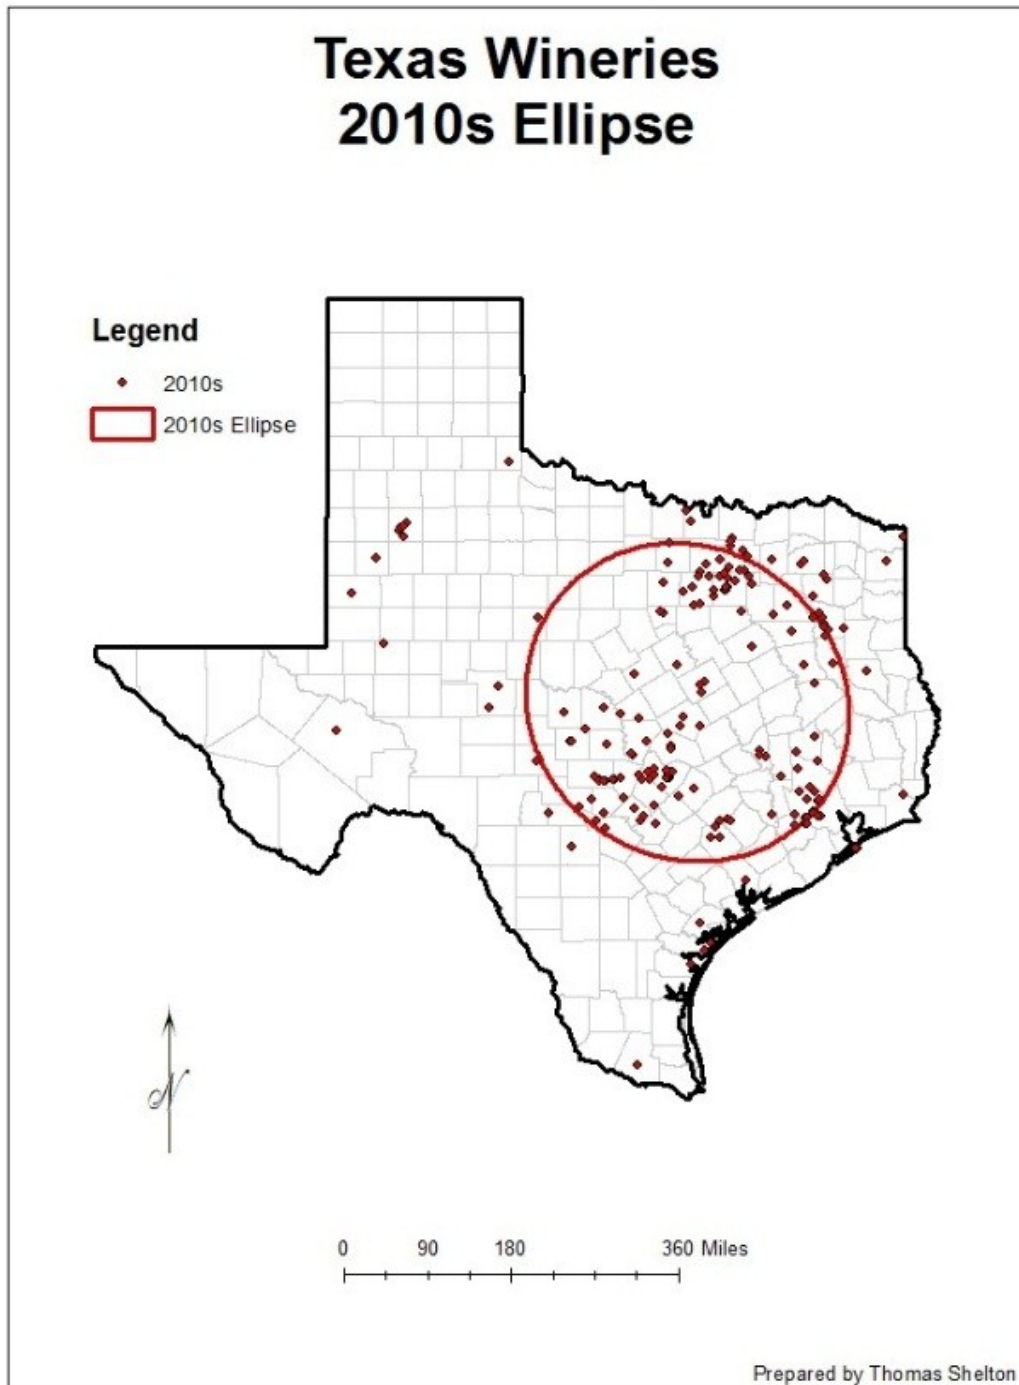 Texas Wineries
2010s Ellipse
Legend
2010s
2010s Ellipse
N
0 90 180 360 Miles
Prepared by Thomas Shelton